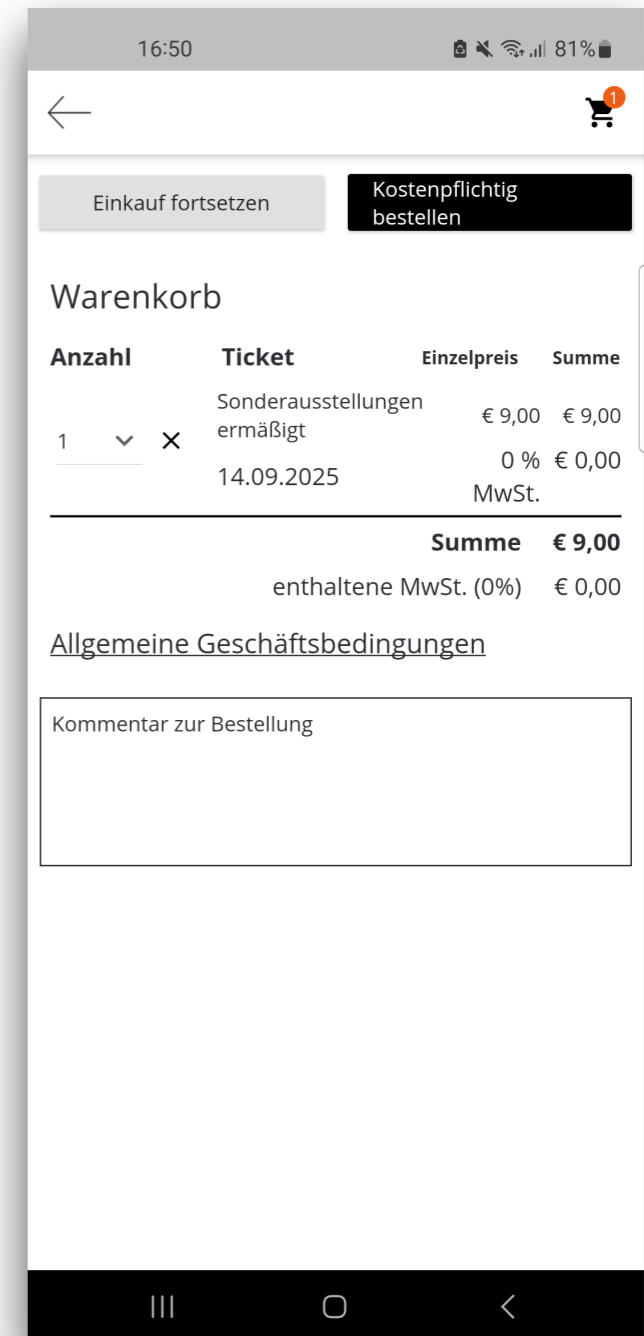 16:50 81%
1
Einkauf fortsetzen
Kostenpflichtig
bestellen
Warenkorb
Anzahl Ticket Einzelpreis Summe
Sonderausstellungen
ermäßigt
1 € 9,00 € 9,00
14.09.2025
0 % € 0,00
MwSt.
Summe € 9,00
enthaltene MwSt. (0%) € 0,00
Allgemeine Geschäftsbedingungen
Kommentar zur Bestellung